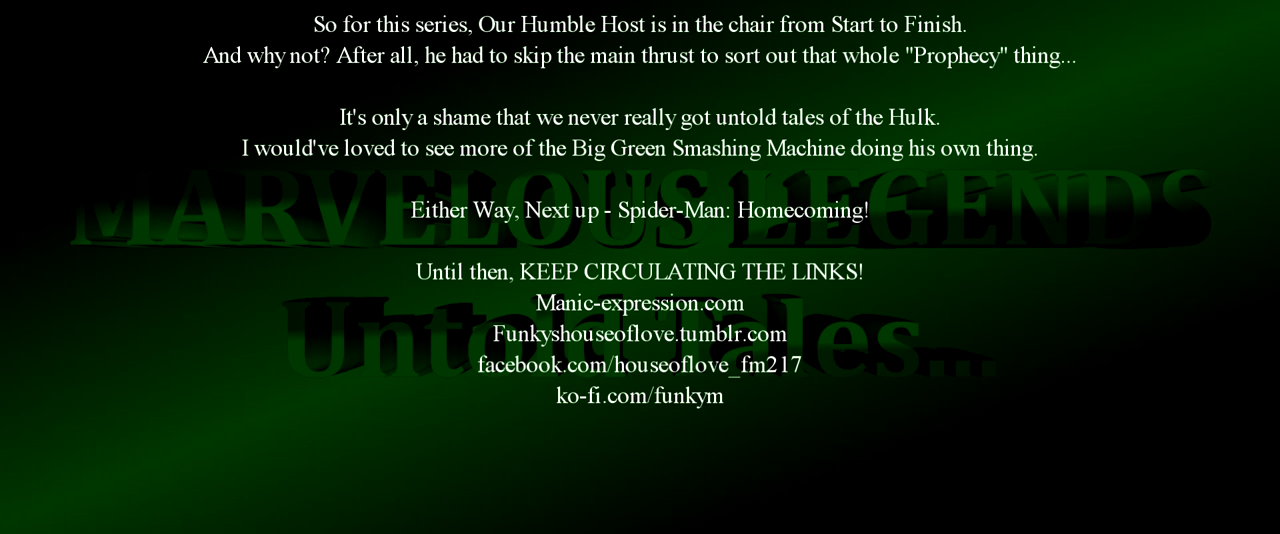 So for this series, Our Humble Host is in the chair from Start to Finish.
And why not? After all, he had to skip the main thrust to sort out that whole "Prophecy" thing...
It's only a shame that we never really got untold tales of the Hulk.
I would've loved to see more of the Big Green Smashing Machine doing his own thing.
MARVELOUS LEGENDS
Either Way, Next up - Spider-Man: Homecoming!
Until then, KEEP CIRCULATING THE LINKS!
Manic-expression.com
Untold Tales...
Funkyshouseoflove.tumblr.com
facebook.com/houseoflove_fm217
ko-fi.com/funkym